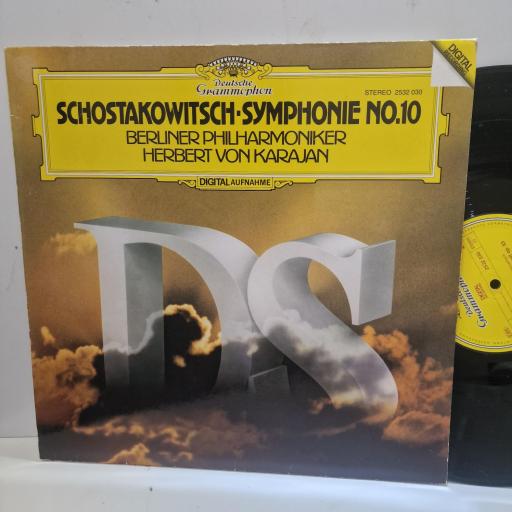 Deutsche
Grammophon
STEREO 2532 030
DIGITAL
SCHOSTAKOWITSCH·SYMPHONIE NO.10
BERLINER PHILHARMONIKER
HERBERT VON KARAJAN
DIGITAL AUFNAHME
DS
Deutsche
Grammophon